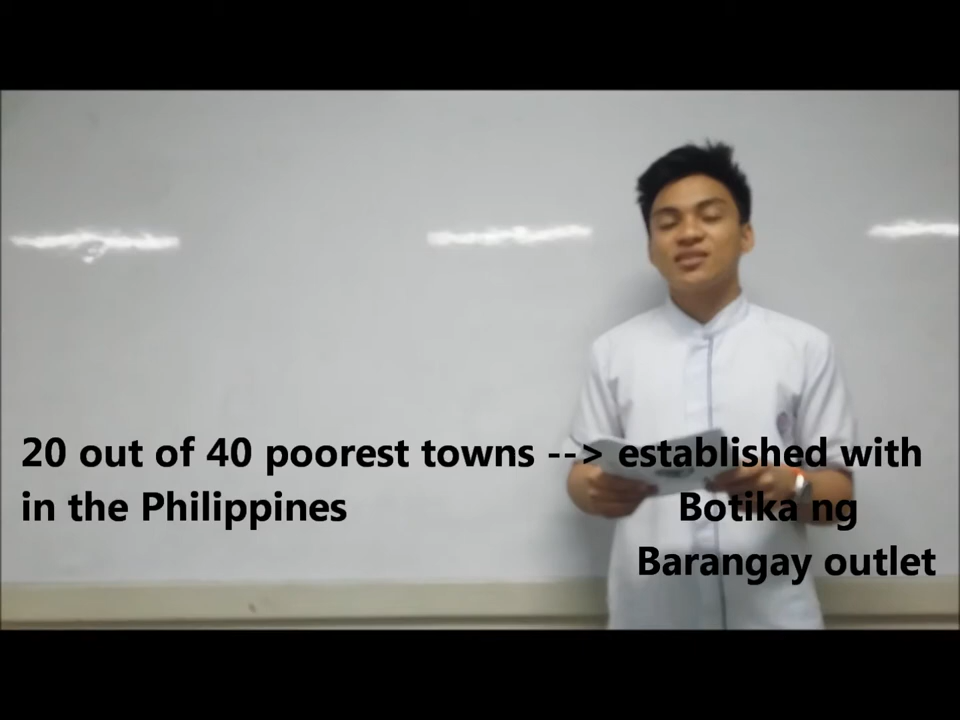 20 out of 40 poorest towns --> established with
in the Philippines Botika ng
Barangay outlet